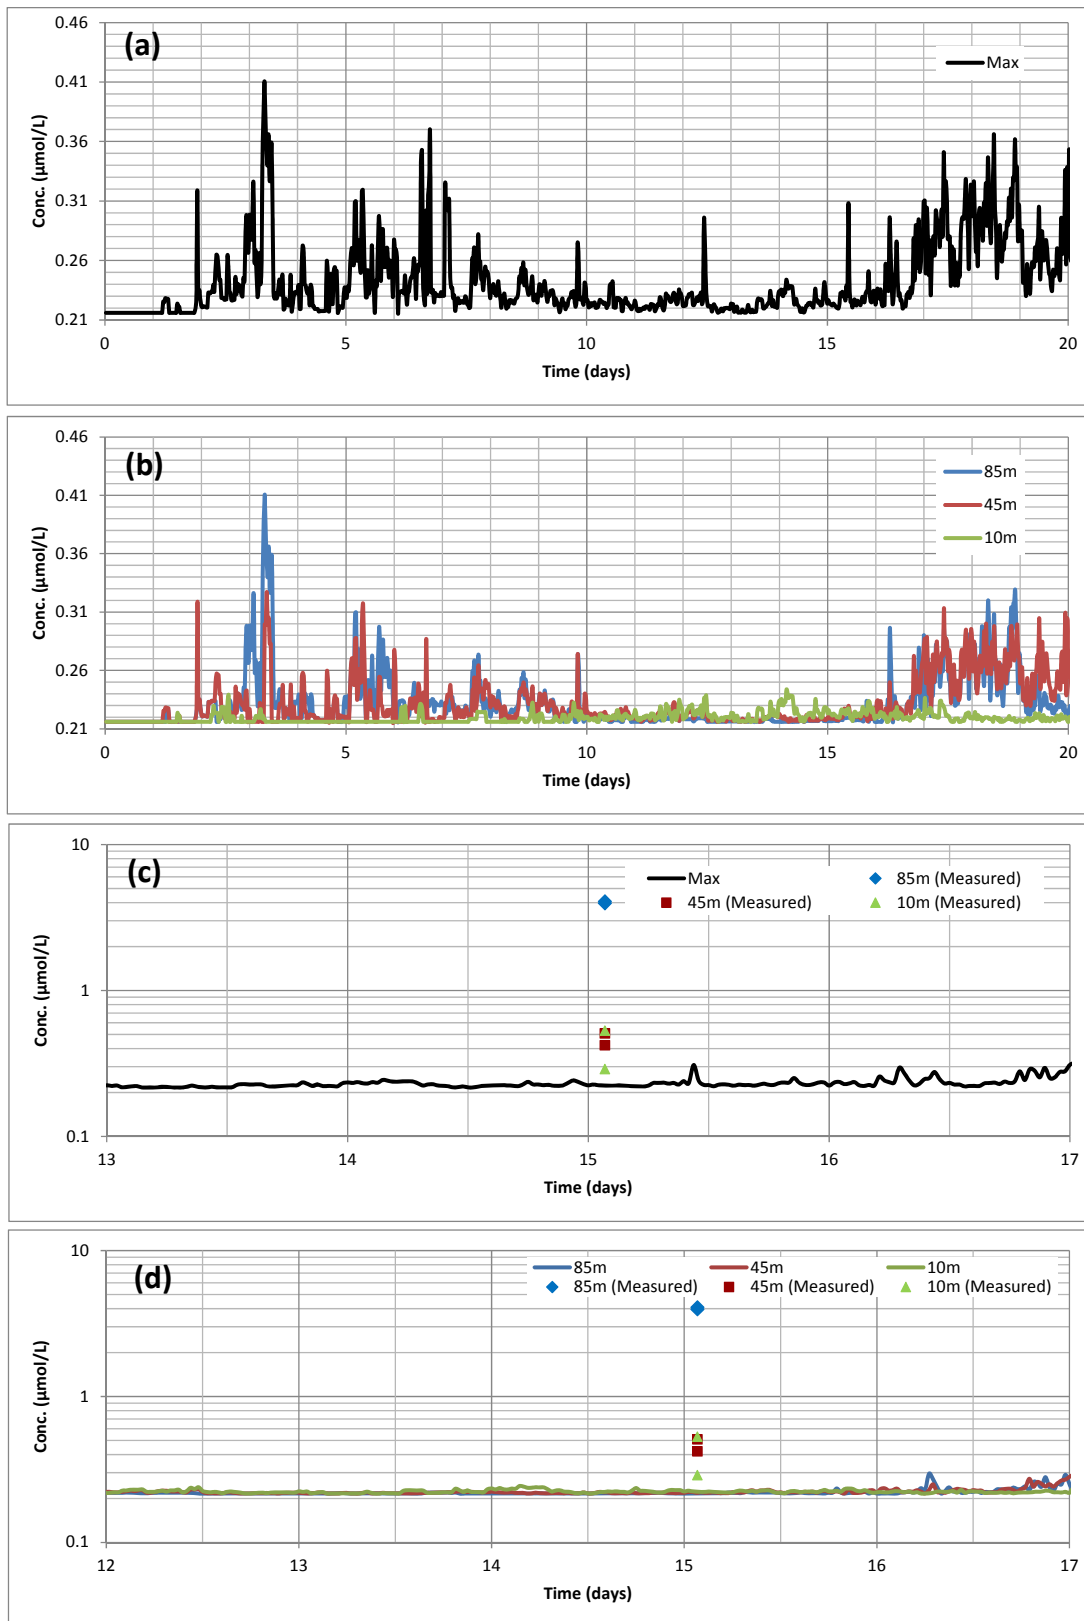 (a)
Max
0.46
0.41
0.36
0.31
0.26
0.21
Conc. (µmol/L)
0 5 10 15 20
Time (days)
(b)
85m
45m
10m
0.46
0.41
0.36
0.31
0.26
0.21
Conc. (µmol/L)
0 5 10 15 20
Time (days)
(c)
Max 85m (Measured)
45m (Measured) 10m (Measured)
10
1
0.1
Conc. (µmol/L)
13 14 15 16 17
Time (days)
(d)
85m 45m 10m
85m (Measured) 45m (Measured) 10m (Measured)
10
1
0.1
Conc. (µmol/L)
12 13 14 15 16 17
Time (days)